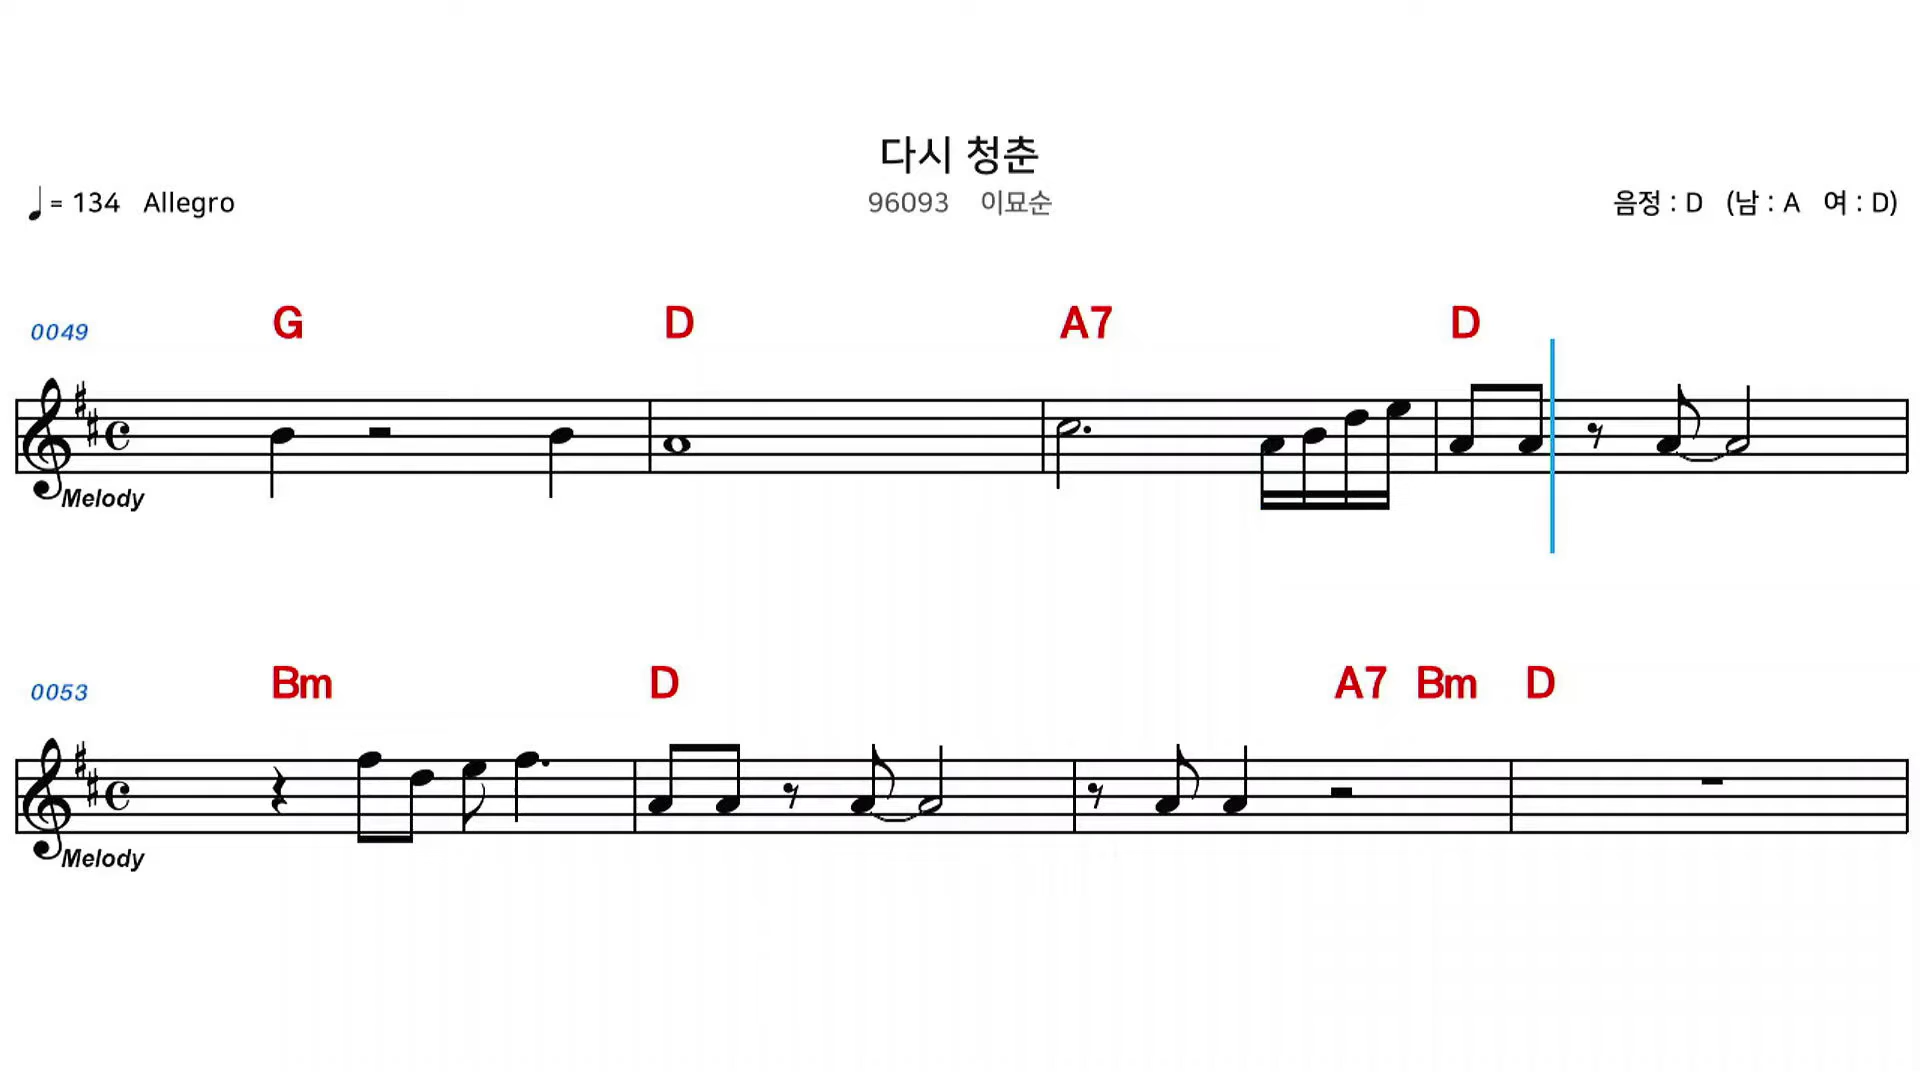 다시 청춘
= 134 Allegro
96093 이묘순
음정 : D (남 : A 여 : D)
0049 G D A7 D
Melody
0053 Bm D A7 Bm D
Melody